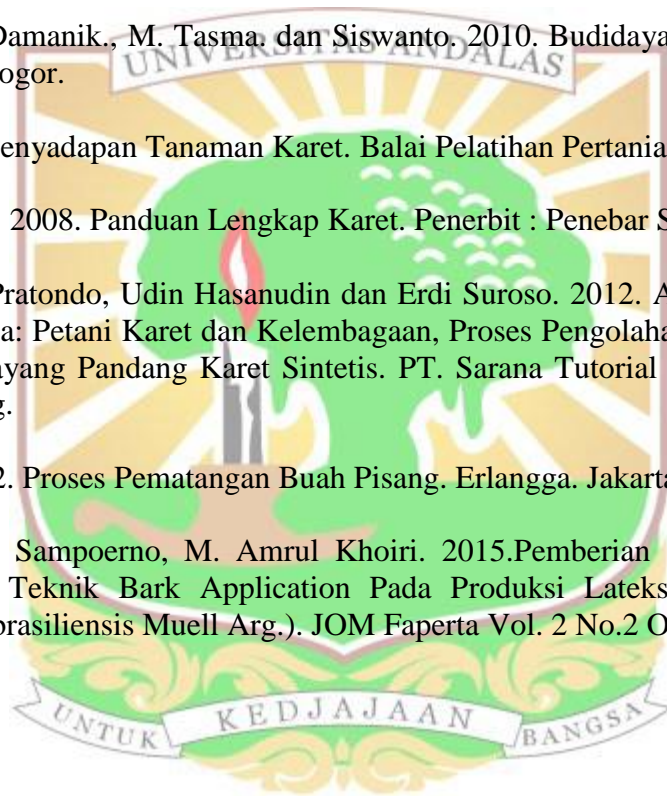 Damanik., M. Tasma. dan Siswanto. 2010. Budidaya
UNIVERSITAS ANDALAS
ogor.
enyadapan Tanaman Karet. Balai Pelatihan Pertania
2008. Panduan Lengkap Karet. Penerbit : Penebar S
Pratondo, Udin Hasanudin dan Erdi Suroso. 2012. A
a: Petani Karet dan Kelembagaan, Proses Pengolaha
ayang Pandang Karet Sintetis. PT. Sarana Tutorial
g.
2. Proses Pematangan Buah Pisang. Erlangga. Jakarta
Sampoerno, M. Amrul Khoiri. 2015.Pemberian
Teknik Bark Application Pada Produksi Lateks
brasiliensis Muell Arg.). JOM Faperta Vol. 2 No.2 O
UNTUK KEDJAJAAN BANGSA